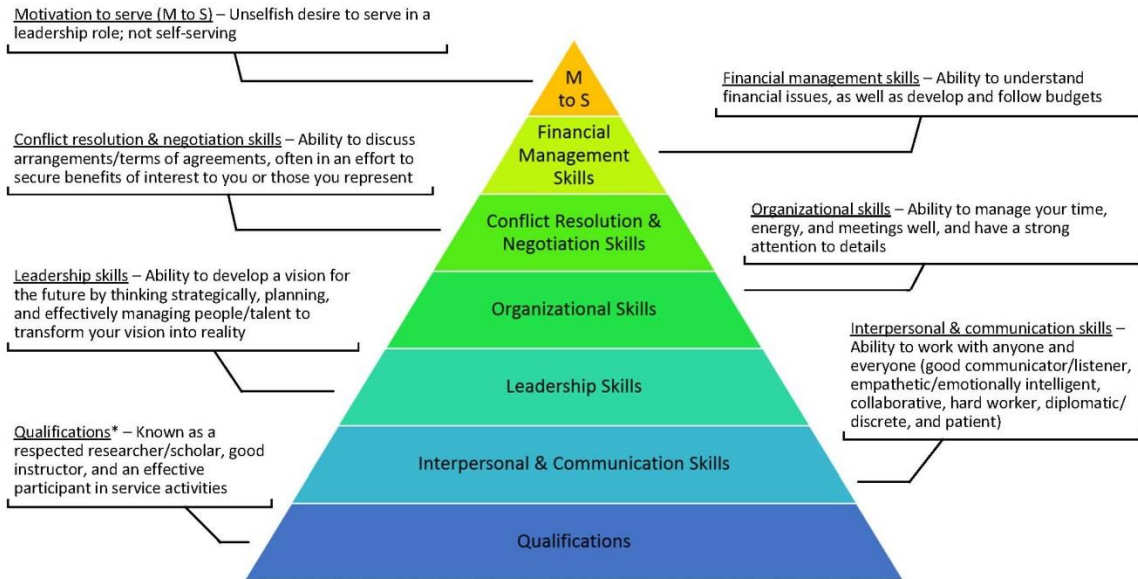 Motivation to serve (M to S) – Unselfish desire to serve in a
leadership role; not self-serving
Conflict resolution & negotiation skills – Ability to discuss
arrangements/terms of agreements, often in an effort to
secure benefits of interest to you or those you represent
Leadership skills – Ability to develop a vision for
the future by thinking strategically, planning,
and effectively managing people/talent to
transform your vision into reality
Qualifications* – Known as a
respected researcher/scholar, good
instructor, and an effective
participant in service activities
M
to S
Financial
Management
Skills
Conflict Resolution &
Negotiation Skills
Organizational Skills
Leadership Skills
Interpersonal & Communication Skills
Qualifications
Financial management skills – Ability to understand
financial issues, as well as develop and follow budgets
Organizational skills – Ability to manage your time,
energy, and meetings well, and have a strong
attention to details
Interpersonal & communication skills –
Ability to work with anyone and
everyone (good communicator/listener,
empathetic/emotionally intelligent,
collaborative, hard worker, diplomatic/
discrete, and patient)